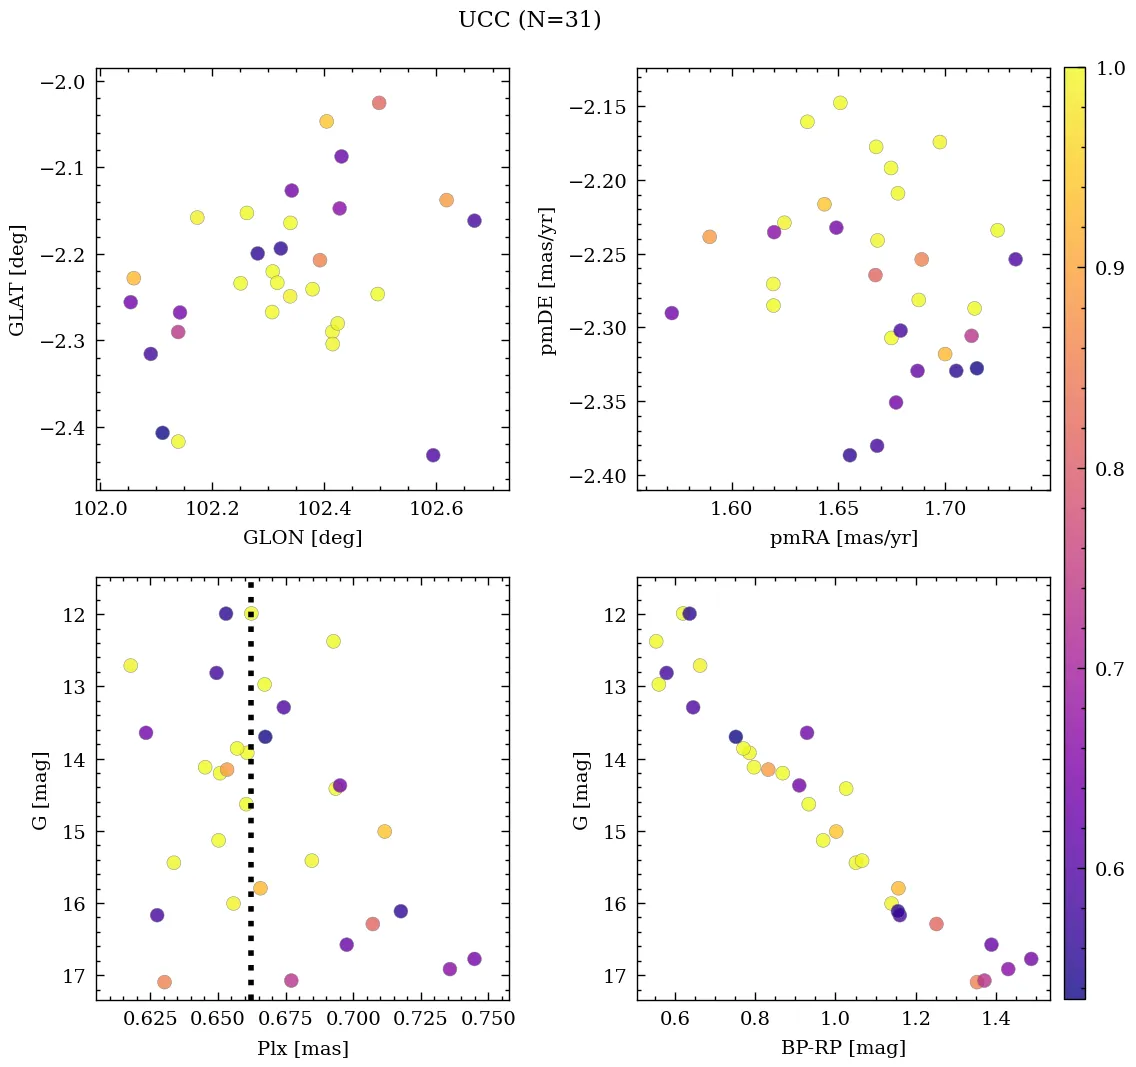 UCC (N=31)
−2.0
−2.1
−2.2
−2.3
−2.4
GLAT [deg]
102.0 102.2 102.4 102.6
GLON [deg]
−2.15
−2.20
−2.25
−2.30
−2.35
−2.40
pmDE [mas/yr]
1.60 1.65 1.70
pmRA [mas/yr]
12
13
14
15
16
17
G [mag]
0.625 0.650 0.675 0.700 0.725 0.750
Plx [mas]
12
13
14
15
16
17
G [mag]
0.6 0.8 1.0 1.2 1.4
BP-RP [mag]
1.0
0.9
0.8
0.7
0.6